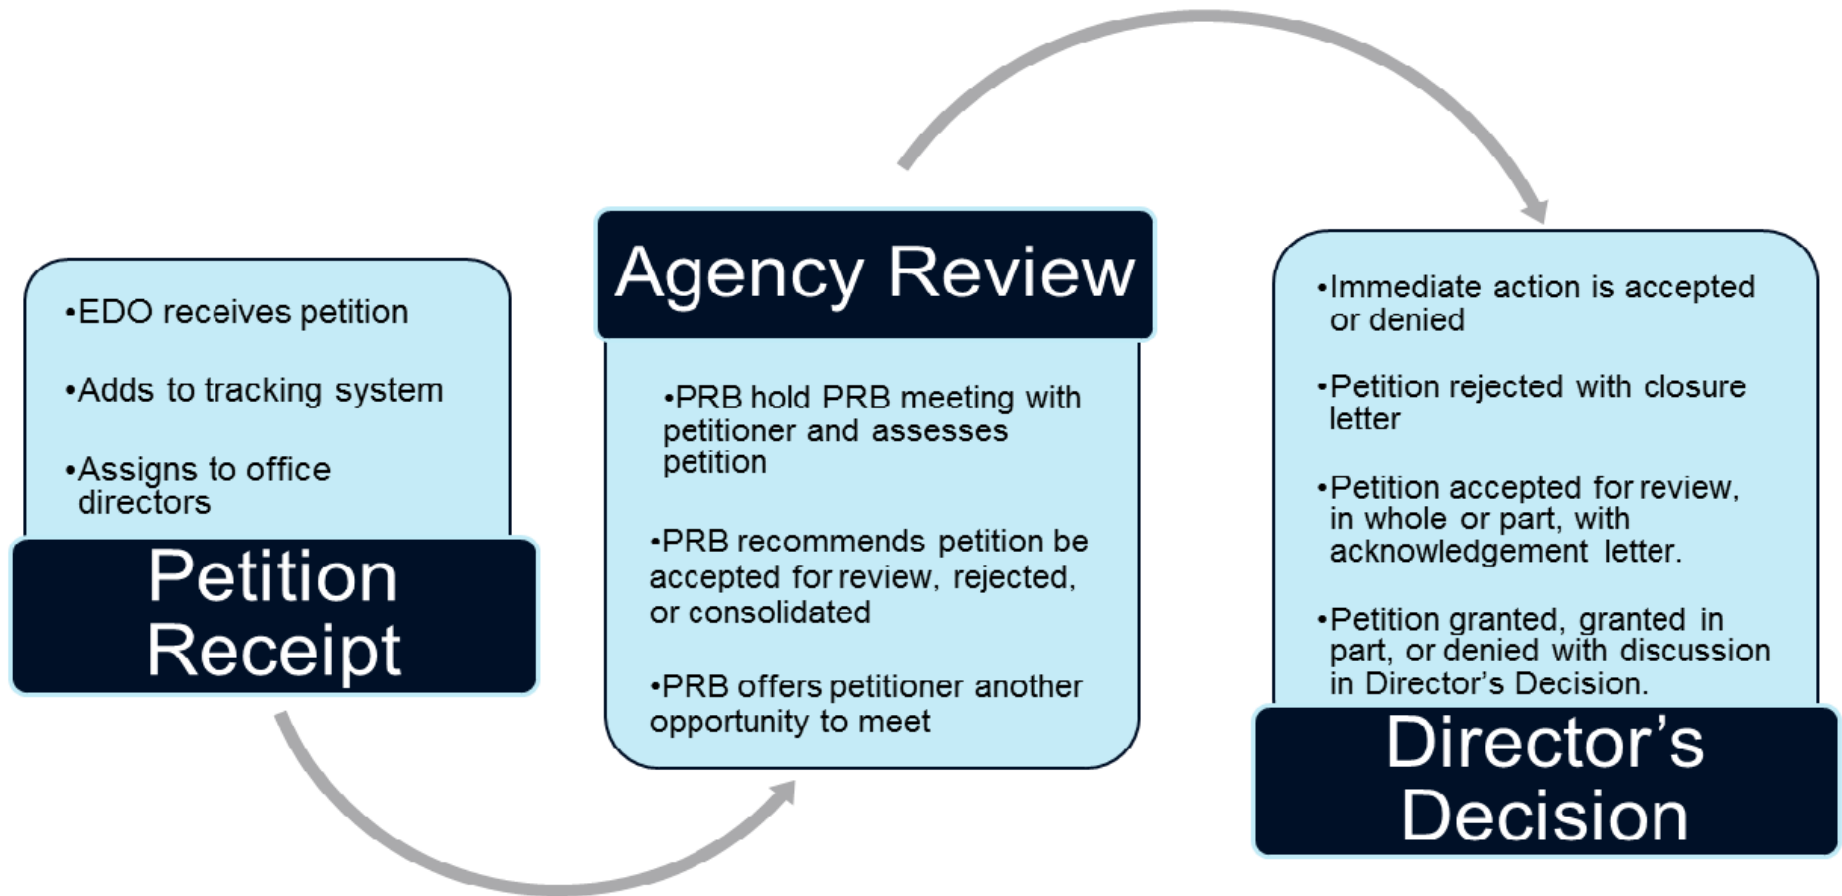 •EDO receives petition
•Adds to tracking system
•Assigns to office
directors
Petition
Receipt
Agency Review
•PRB hold PRB meeting with
petitioner and assesses
petition
•PRB recommends petition be
accepted for review, rejected,
or consolidated
•PRB offers petitioner another
opportunity to meet
•Immediate action is accepted
or denied
•Petition rejected with closure
letter
•Petition accepted for review,
in whole or part, with
acknowledgement letter.
•Petition granted, granted in
part, or denied with discussion
in Director’s Decision.
Director’s
Decision